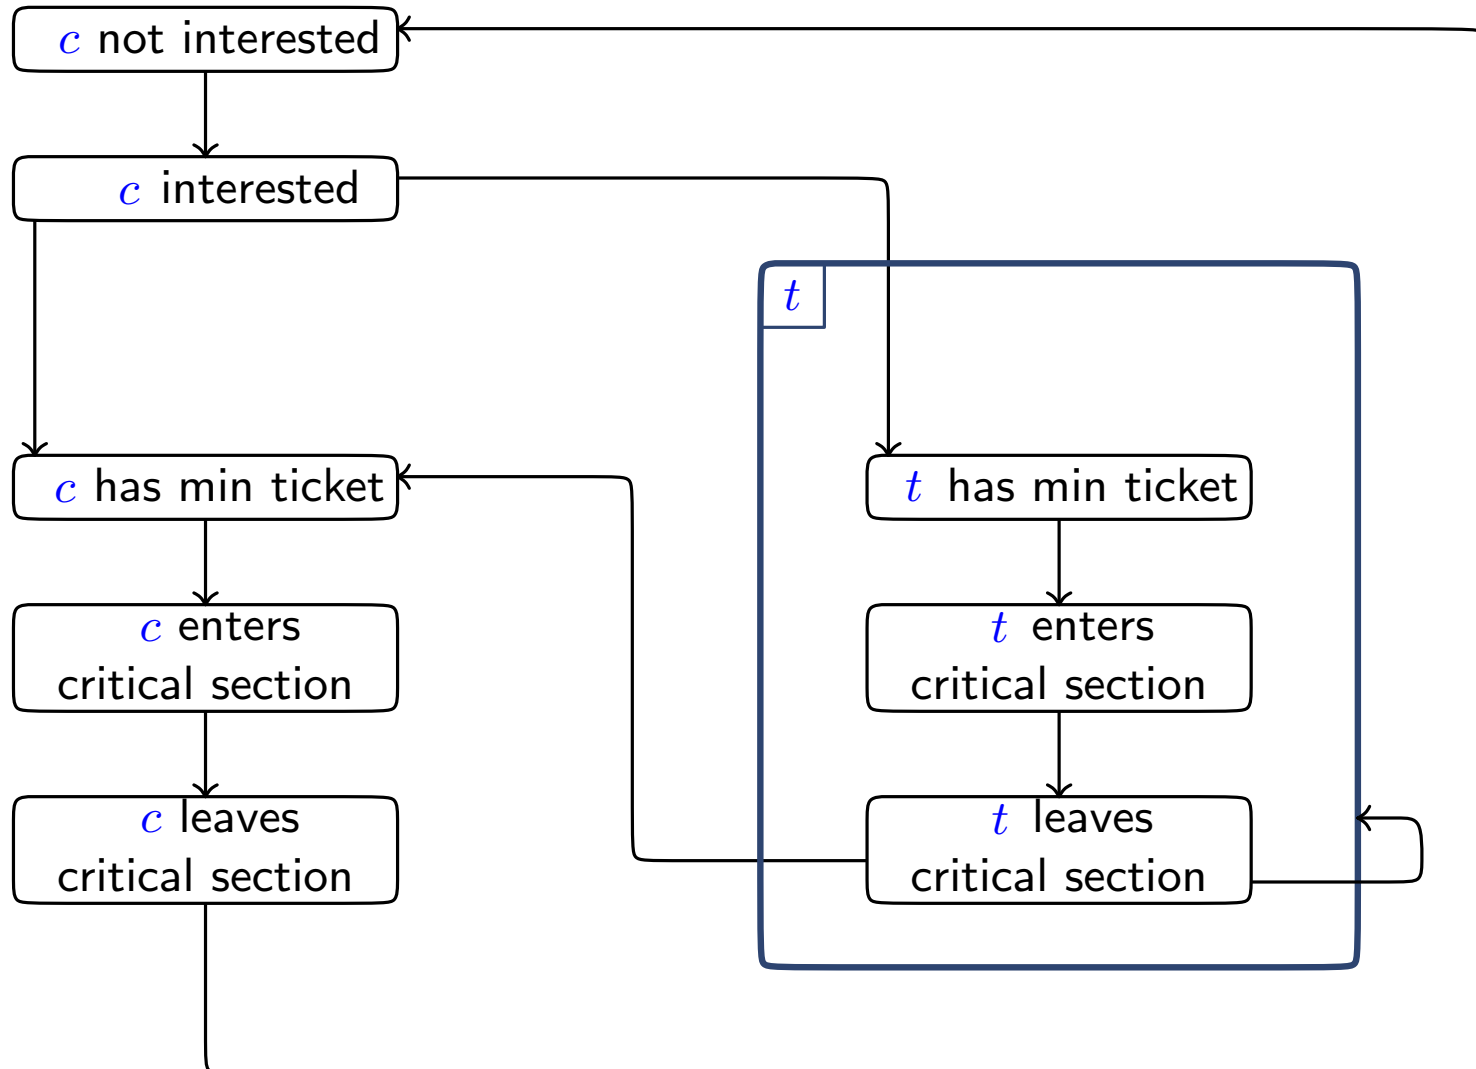 c not interested
c interested
t
c has min ticket
t has min ticket
c enters
critical section
t enters
critical section
c leaves
critical section
t leaves
critical section